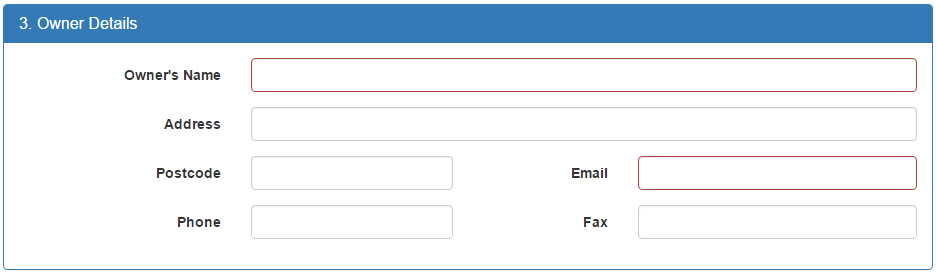 3. Owner Details
Owner's Name
Address
Postcode Email
Phone Fax